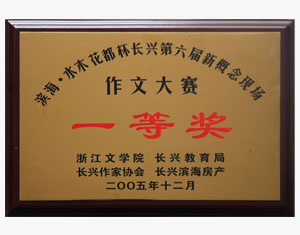 滨海·水木花都杯长兴第六届新概念现场
作文大赛
一等奖
浙江文学院 长兴教育局
长兴作家协会 长兴滨海房产
二〇〇五年十二月